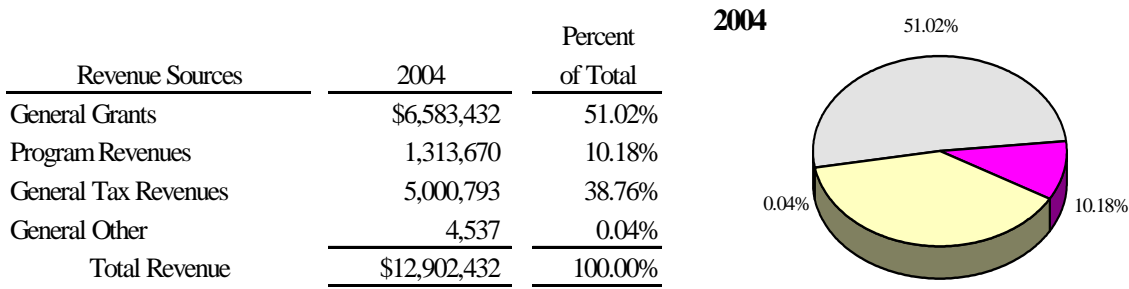 Percent
Revenue Sources 2004 of Total
General Grants $6,583,432 51.02%
Program Revenues 1,313,670 10.18%
General Tax Revenues 5,000,793 38.76%
General Other 4,537 0.04%
Total Revenue $12,902,432 100.00%
2004
51.02%
0.04%
10.18%